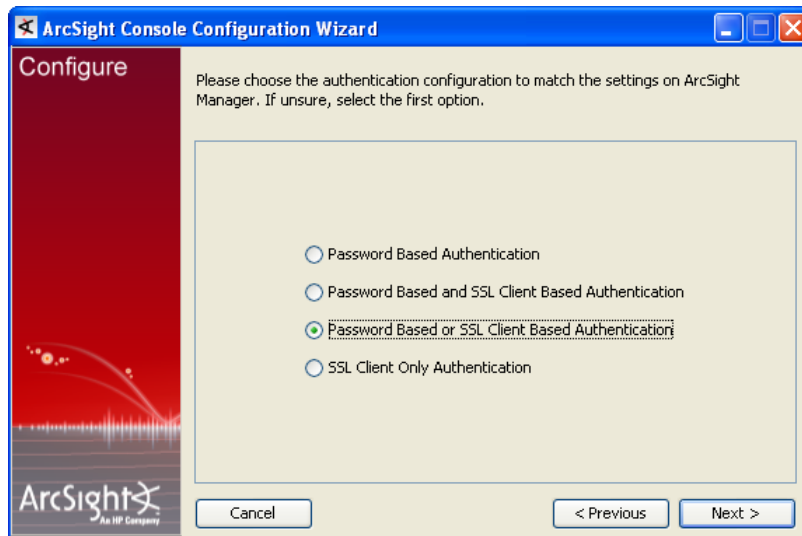 ArcSight Console Configuration Wizard
Configure
Please choose the authentication configuration to match the settings on ArcSight
Manager. If unsure, select the first option.
Password Based Authentication
Password Based and SSL Client Based Authentication
Password Based or SSL Client Based Authentication
SSL Client Only Authentication
ArcSight
An HP Company
Cancel
< Previous
Next >